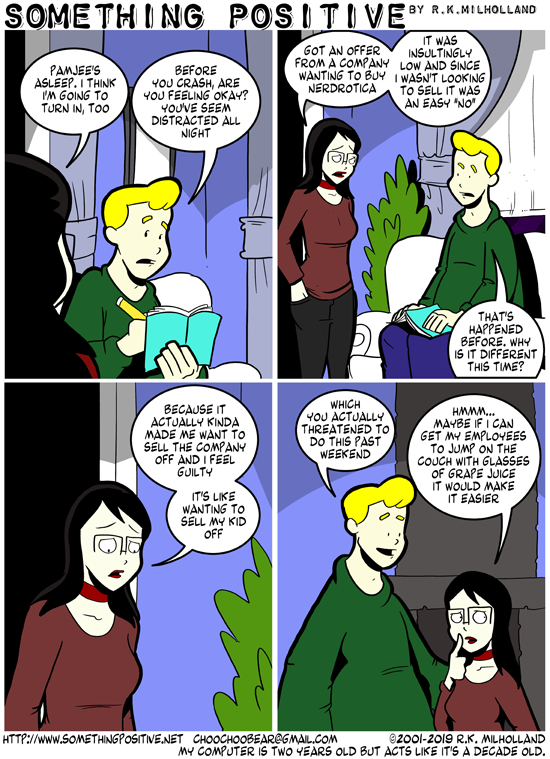 SOMETHING POSITIVE BY R.K.MILHOLLAND
PAMJEE'S
ASLEEP. I THINK
I'M GOING TO
TURN IN, TOO
BEFORE
YOU CRASH, ARE
YOU FEELING OKAY?
YOU'VE SEEM
DISTRACTED ALL
NIGHT
GOT AN OFFER
FROM A COMPANY
WANTING TO BUY
NERDROTICA
IT WAS
INSULTINGLY
LOW AND SINCE
I WASN'T LOOKING
TO SELL IT WAS
AN EASY "NO"
THAT'S
HAPPENED
BEFORE. WHY
IS IT DIFFERENT
THIS TIME?
BECAUSE IT
ACTUALLY KINDA
MADE ME WANT TO
SELL THE COMPANY
OFF AND I FEEL
GUILTY
IT'S LIKE
WANTING TO
SELL MY KID
OFF
WHICH
YOU ACTUALLY
THREATENED TO
DO THIS PAST
WEEKEND
HMMM...
MAYBE IF I CAN
GET MY EMPLOYEES
TO JUMP ON THE
COUCH WITH GLASSES
OF GRAPE JUICE
IT WOULD MAKE
IT EASIER
HTTP://WWW.SOMETHINGPOSITIVE.NET CHOOCHOOBEAR@GMAIL.COM ©2001-2019 R.K. MILHOLLAND
MY COMPUTER IS TWO YEARS OLD BUT ACTS LIKE IT'S A DECADE OLD.